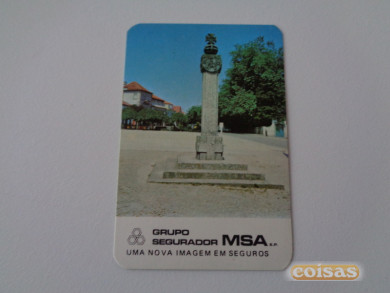 GRUPO
SEGURADOR MSA
UMA NOVA IMAGEM EM SEGUROS
coisas